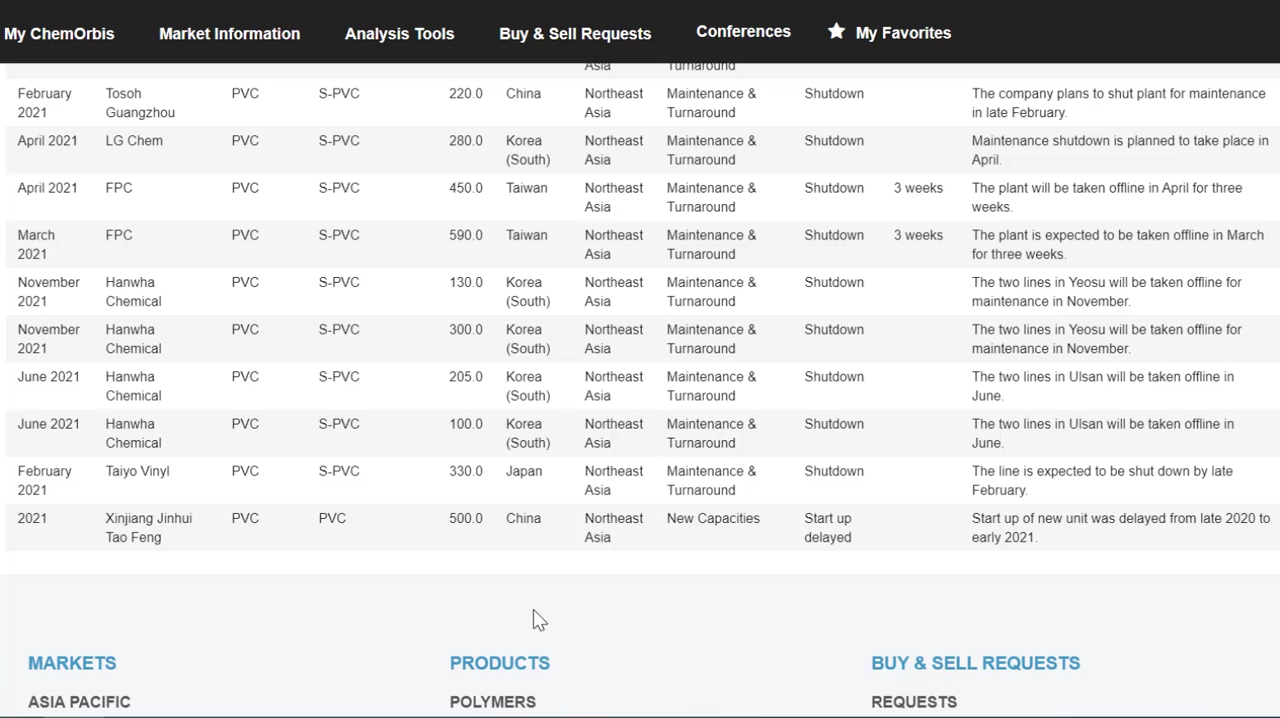 My ChemOrbis Market Information Analysis Tools Buy & Sell Requests Conferences My Favorites
Asia Turnaround
February Tosoh PVC S-PVC 220.0 China Northeast Maintenance & Shutdown The company plans to shut plant for maintenance
2021 Guangzhou Asia Turnaround in late February.
April 2021 LG Chem PVC S-PVC 280.0 Korea Northeast Maintenance & Shutdown Maintenance shutdown is planned to take place in
(South) Asia Turnaround April.
April 2021 FPC PVC S-PVC 450.0 Taiwan Northeast Maintenance & Shutdown 3 weeks The plant will be taken offline in April for three
Asia Turnaround weeks.
March FPC PVC S-PVC 590.0 Taiwan Northeast Maintenance & Shutdown 3 weeks The plant is expected to be taken offline in March
2021 Asia Turnaround for three weeks.
November Hanwha PVC S-PVC 130.0 Korea Northeast Maintenance & Shutdown The two lines in Yeosu will be taken offline for
2021 Chemical (South) Asia Turnaround maintenance in November.
November Hanwha PVC S-PVC 300.0 Korea Northeast Maintenance & Shutdown The two lines in Yeosu will be taken offline for
2021 Chemical (South) Asia Turnaround maintenance in November.
June 2021 Hanwha PVC S-PVC 205.0 Korea Northeast Maintenance & Shutdown The two lines in Ulsan will be taken offline in
Chemical (South) Asia Turnaround June.
June 2021 Hanwha PVC S-PVC 100.0 Korea Northeast Maintenance & Shutdown The two lines in Ulsan will be taken offline in
Chemical (South) Asia Turnaround June.
February Taiyo Vinyl PVC S-PVC 330.0 Japan Northeast Maintenance & Shutdown The line is expected to be shut down by late
2021 Asia Turnaround February.
2021 Xinjiang Jinhui PVC PVC 500.0 China Northeast New Capacities Start up Start up of new unit was delayed from late 2020 to
Tao Feng Asia delayed early 2021.
MARKETS PRODUCTS BUY & SELL REQUESTS
ASIA PACIFIC POLYMERS REQUESTS